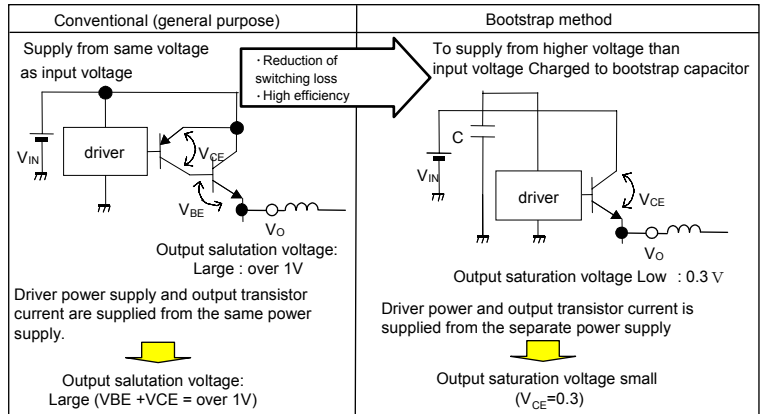 Conventional (general purpose)
Supply from same voltage
as input voltage
VIN
driver
VCE
VBE
VO
Output salutation voltage:
Large : over 1V
Driver power supply and output transistor
current are supplied from the same power
supply.
Output salutation voltage:
Large (VBE +VCE = over 1V)
・Reduction of
switching loss
・High efficiency
Bootstrap method
To supply from higher voltage than
input voltage Charged to bootstrap capacitor
C
VIN
driver
VCE
VO
Output saturation voltage Low : 0.3 V
Driver power and output transistor current is
supplied from the separate power supply
Output saturation voltage small
(VCE=0.3)